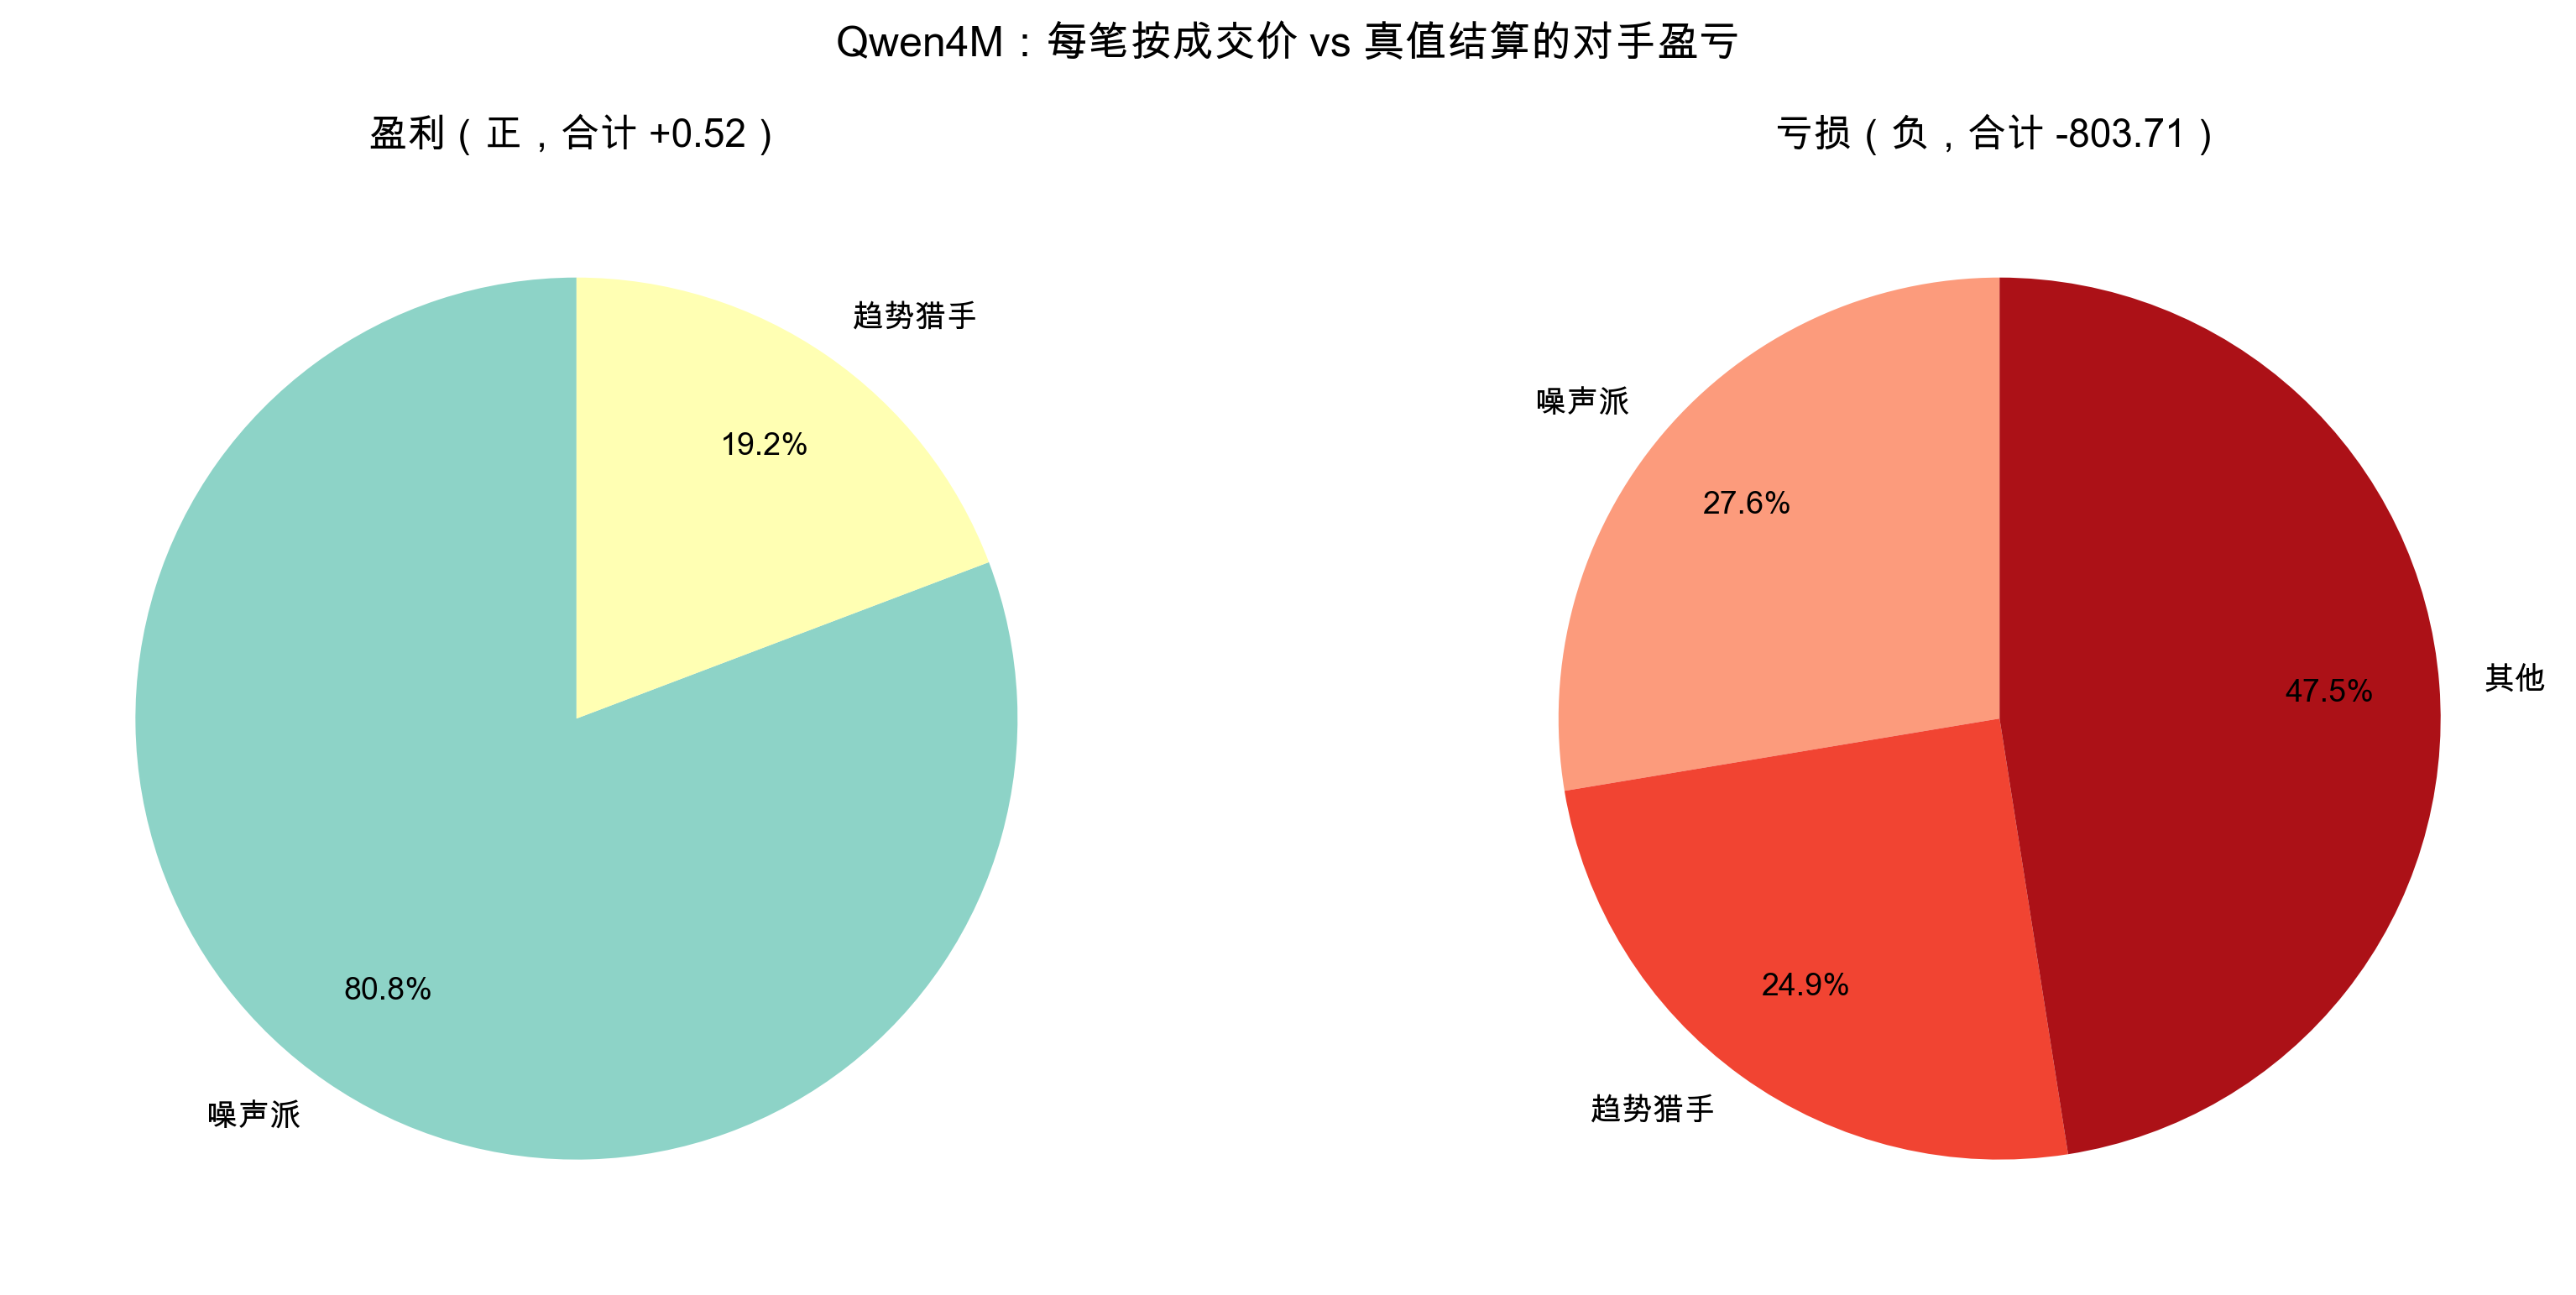 Qwen4M：每笔按成交价 vs 真值结算的对手盈亏
盈利（正，合计 +0.52）
趋势猎手
19.2%
80.8%
噪声派
亏损（负，合计 -803.71）
噪声派
27.6%
47.5%
其他
24.9%
趋势猎手